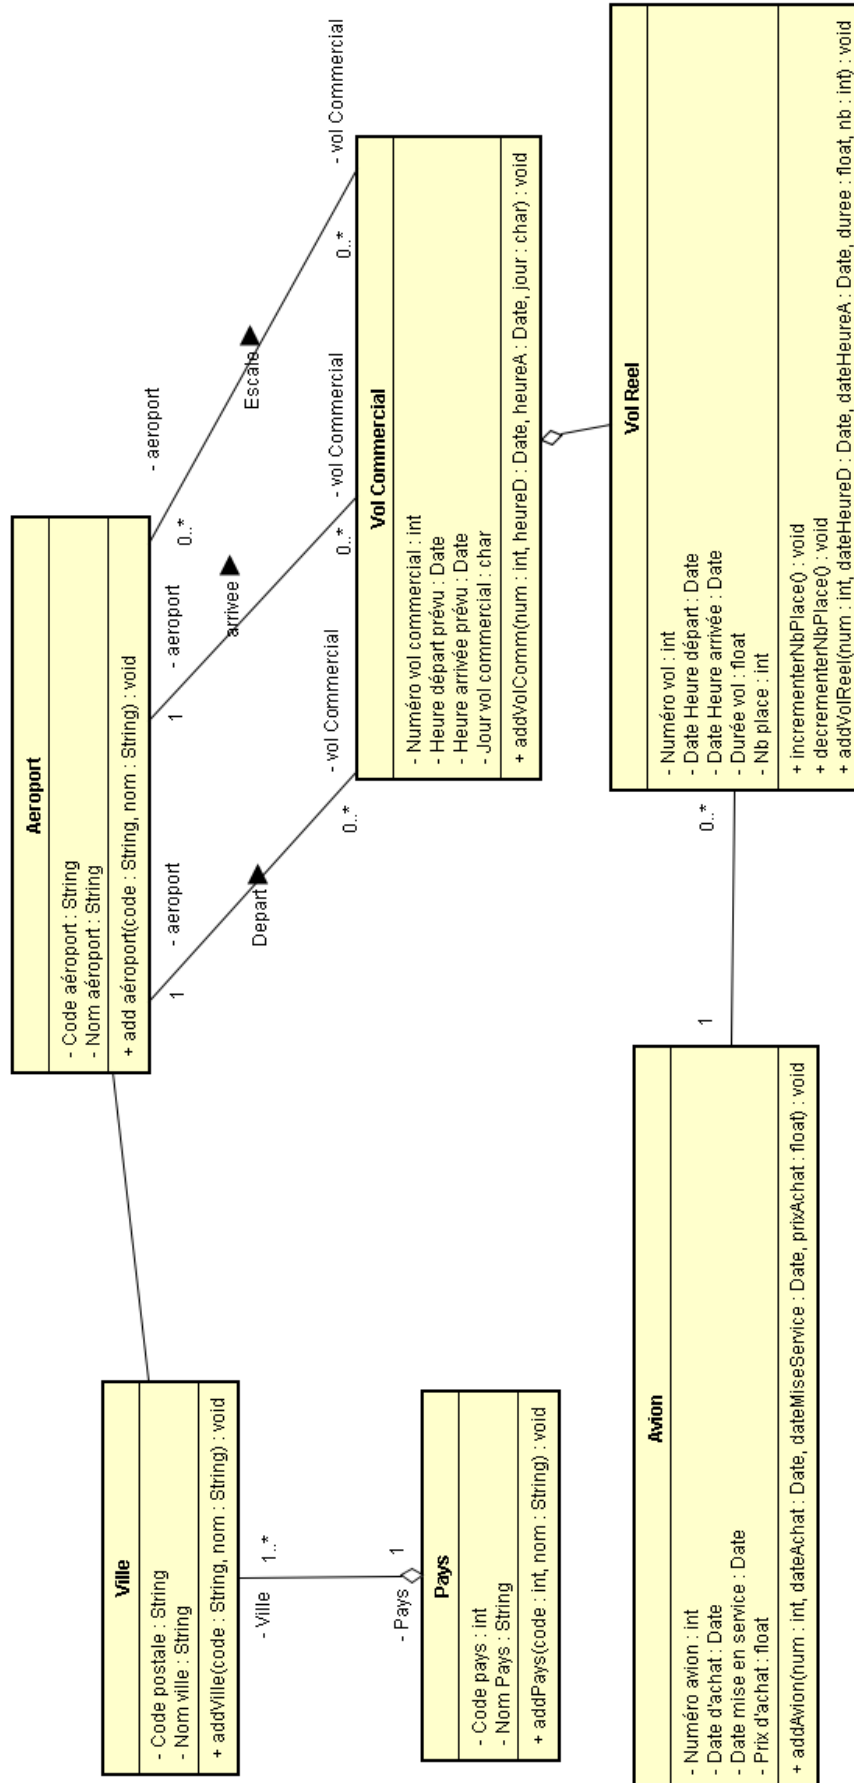 Ville
- Code postale : String
- Nom ville : String
+ addVille(code : String, nom : String) : void
- Ville
1..*
- Pays
1
Pays
- Code pays : int
- Nom Pays : String
+ addPays(code : int, nom : String) : void
Aeroport
- Code aéroport : String
- Nom aéroport : String
+ add aéroport(code : String, nom : String) : void
1
- aeroport
Depart
0..*
- vol Commercial
1
- aeroport
arrivee
0..*
- vol Commercial
0..*
- aeroport
Escale
0..*
- vol Commercial
Vol Commercial
- Numéro vol commercial : int
- Heure départ prévu : Date
- Heure arrivée prévu : Date
- Jour vol commercial : char
+ addVolComm(num : int, heureD : Date, heureA : Date, jour : char) : void
Avion
- Numéro avion : int
- Date d'achat : Date
- Date mise en service : Date
- Prix d'achat : float
+ addAvion(num : int, dateAchat : Date, dateMiseService : Date, prixAchat : float) : void
1
0..*
Vol Reel
- Numéro vol : int
- Date Heure départ : Date
- Date Heure arrivée : Date
- Durée vol : float
- Nb place : int
+ incrementerNbPlace() : void
+ decrementerNbPlace() : void
+ addVolReel(num : int, dateHeureD : Date, dateHeureA : Date, duree : float, nb : int) : void